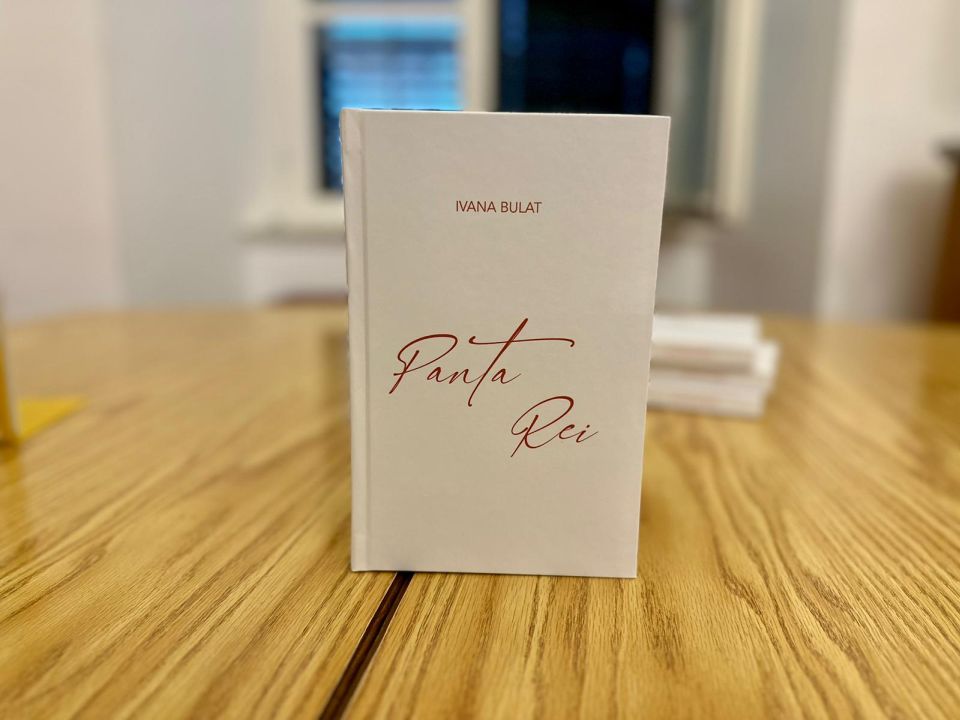 IVANA BULAT
Panta
Rei